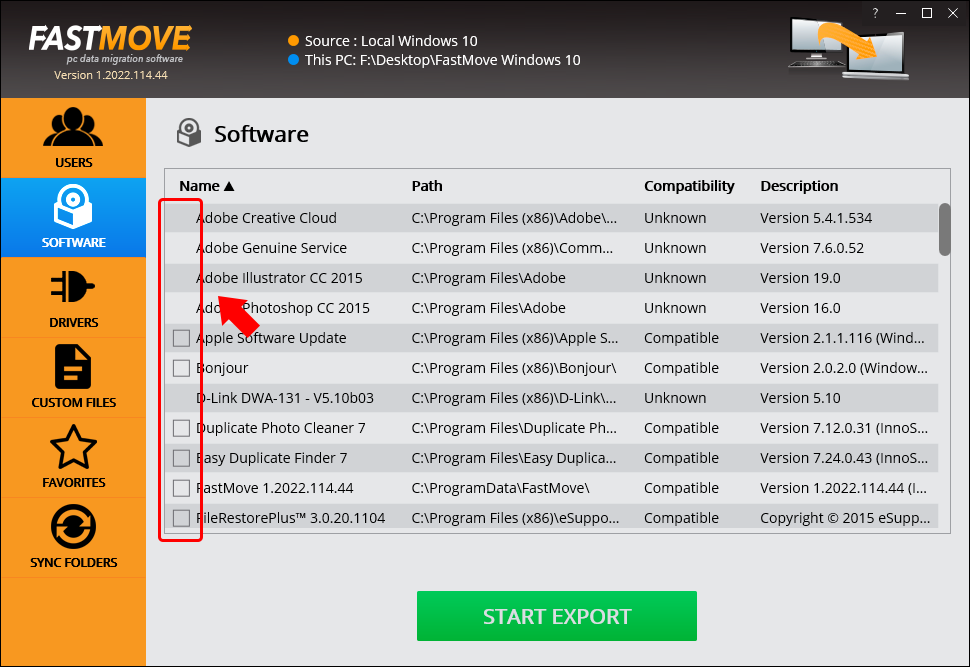 FASTMOVE
pc data migration software
Version 1.2022.114.44
Source : Local Windows 10
This PC: F:\Desktop\FastMove Windows 10
?
USERS
SOFTWARE
DRIVERS
CUSTOM FILES
FAVORITES
SYNC FOLDERS
Software
Name ▲ Path Compatibility Description
Adobe Creative Cloud C:\Program Files (x86)\Adobe\... Unknown Version 5.4.1.534
Adobe Genuine Service C:\Program Files (x86)\Comm... Unknown Version 7.6.0.52
Adobe Illustrator CC 2015 C:\Program Files\Adobe Unknown Version 19.0
Adobe Photoshop CC 2015 C:\Program Files\Adobe Unknown Version 16.0
Apple Software Update C:\Program Files (x86)\Apple S... Compatible Version 2.1.1.116 (Wind...
Bonjour C:\Program Files (x86)\Bonjour\ Compatible Version 2.0.2.0 (Window...
D-Link DWA-131 - V5.10b03 C:\Program Files (x86)\D-Link\... Unknown Version 5.10
Duplicate Photo Cleaner 7 C:\Program Files\Duplicate Ph... Compatible Version 7.12.0.31 (InnoS...
Easy Duplicate Finder 7 C:\Program Files\Easy Duplica... Compatible Version 7.24.0.43 (InnoS...
FastMove 1.2022.114.44 C:\ProgramData\FastMove\ Compatible Version 1.2022.114.44 (I...
FileRestorePlus™ 3.0.20.1104 C:\Program Files (x86)\eSuppo... Compatible Copyright © 2015 eSupp...
START EXPORT